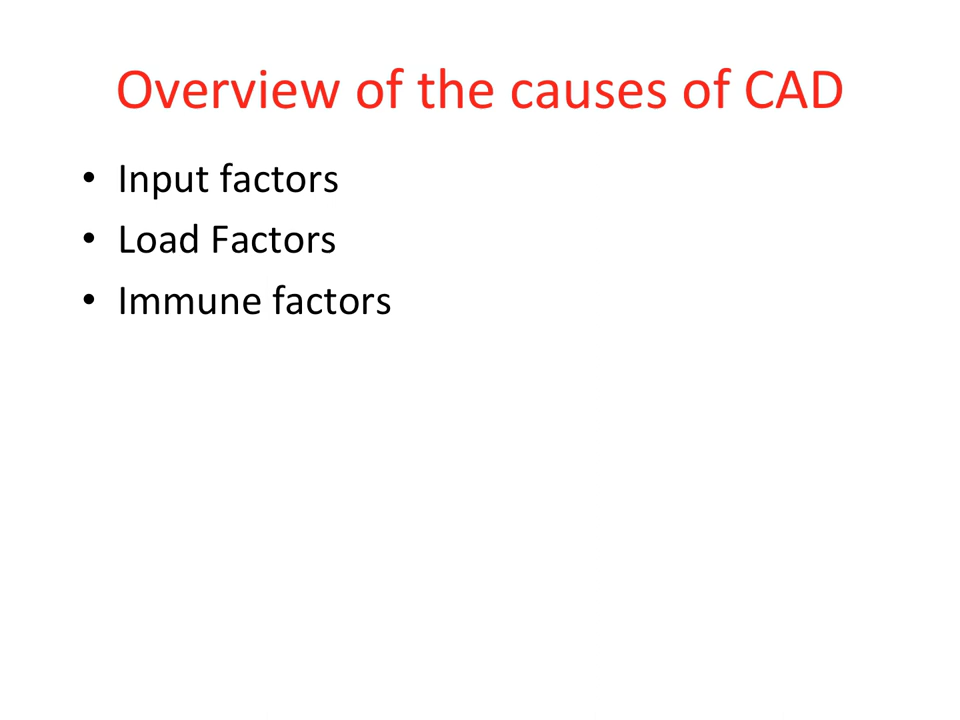 Overview of the causes of CAD
• Input factors
• Load Factors
• Immune factors